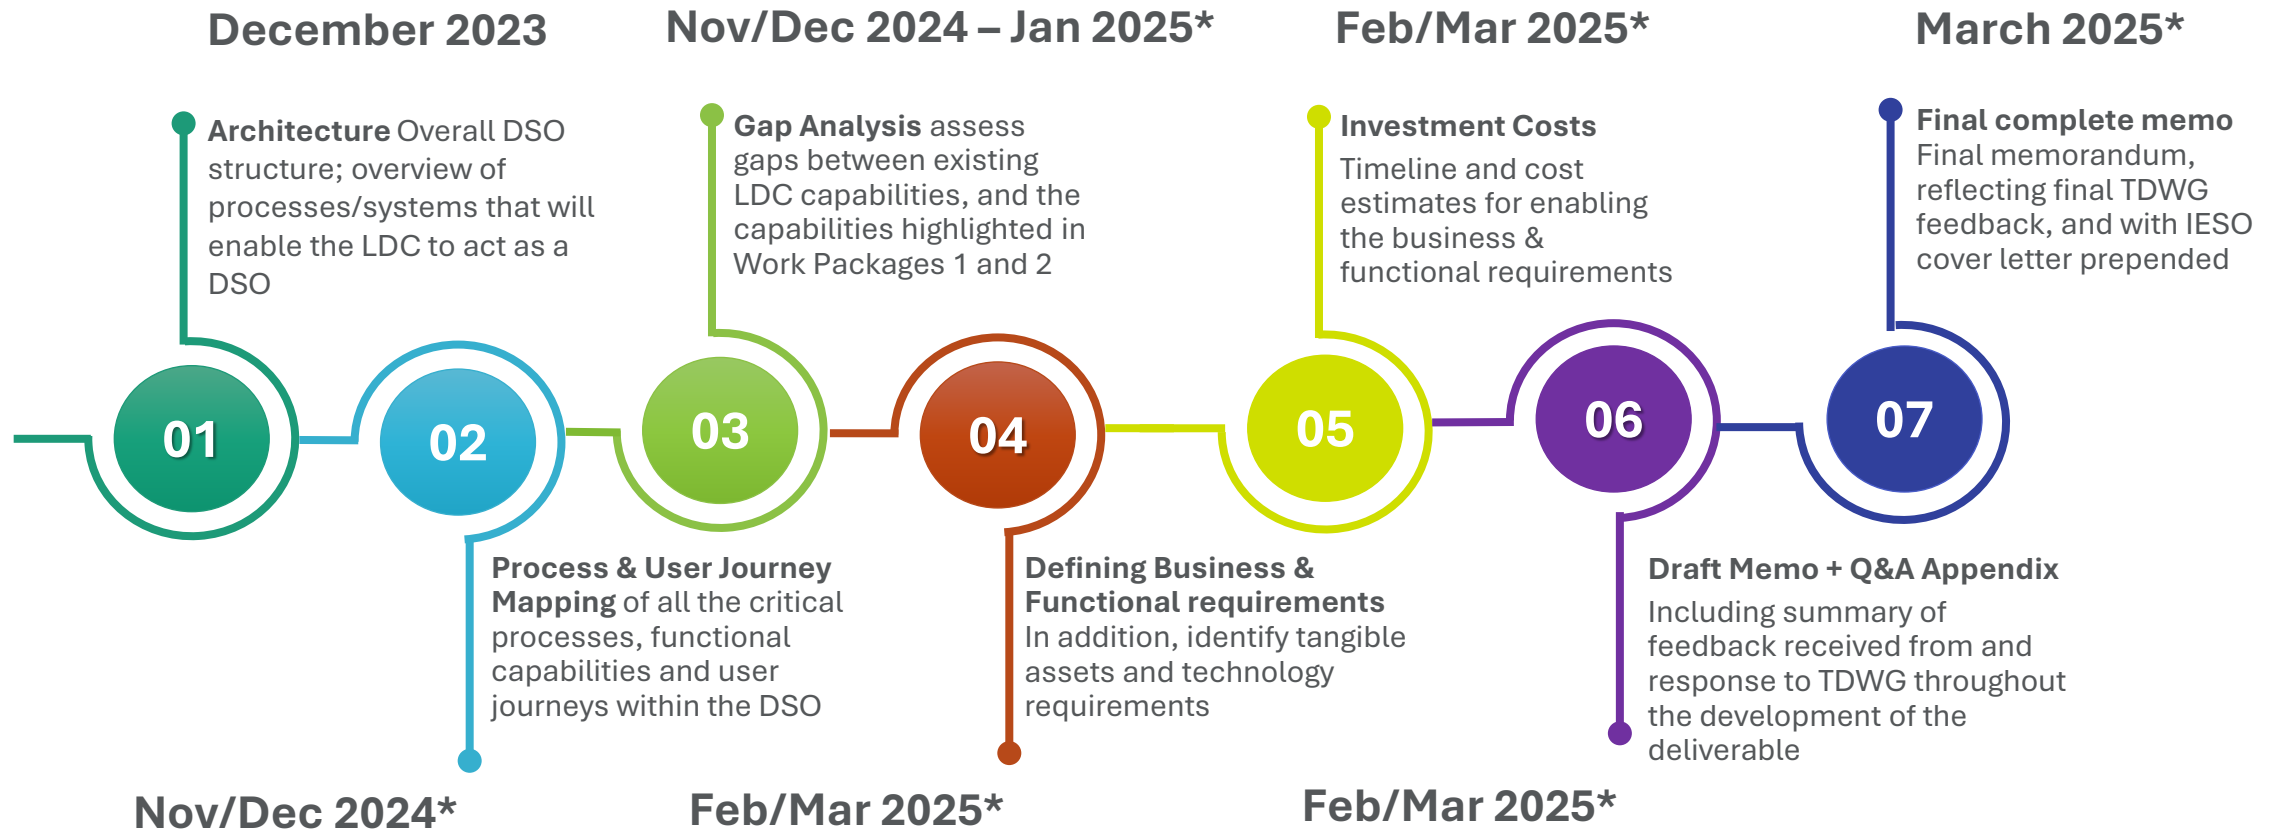 December 2023
Nov/Dec 2024 – Jan 2025*
Feb/Mar 2025*
March 2025*
Architecture Overall DSO
structure; overview of
processes/systems that will
enable the LDC to act as a
DSO
Gap Analysis assess
gaps between existing
LDC capabilities, and the
capabilities highlighted in
Work Packages 1 and 2
Investment Costs
Timeline and cost
estimates for enabling
the business &
functional requirements
Final complete memo
Final memorandum,
reflecting final TDWG
feedback, and with IESO
cover letter prepended
01
02
03
04
05
06
07
Process & User Journey
Mapping of all the critical
processes, functional
capabilities and user
journeys within the DSO
Defining Business &
Functional requirements
In addition, identify tangible
assets and technology
requirements
Draft Memo + Q&A Appendix
Including summary of
feedback received from and
response to TDWG throughout
the development of the
deliverable
Nov/Dec 2024*
Feb/Mar 2025*
Feb/Mar 2025*